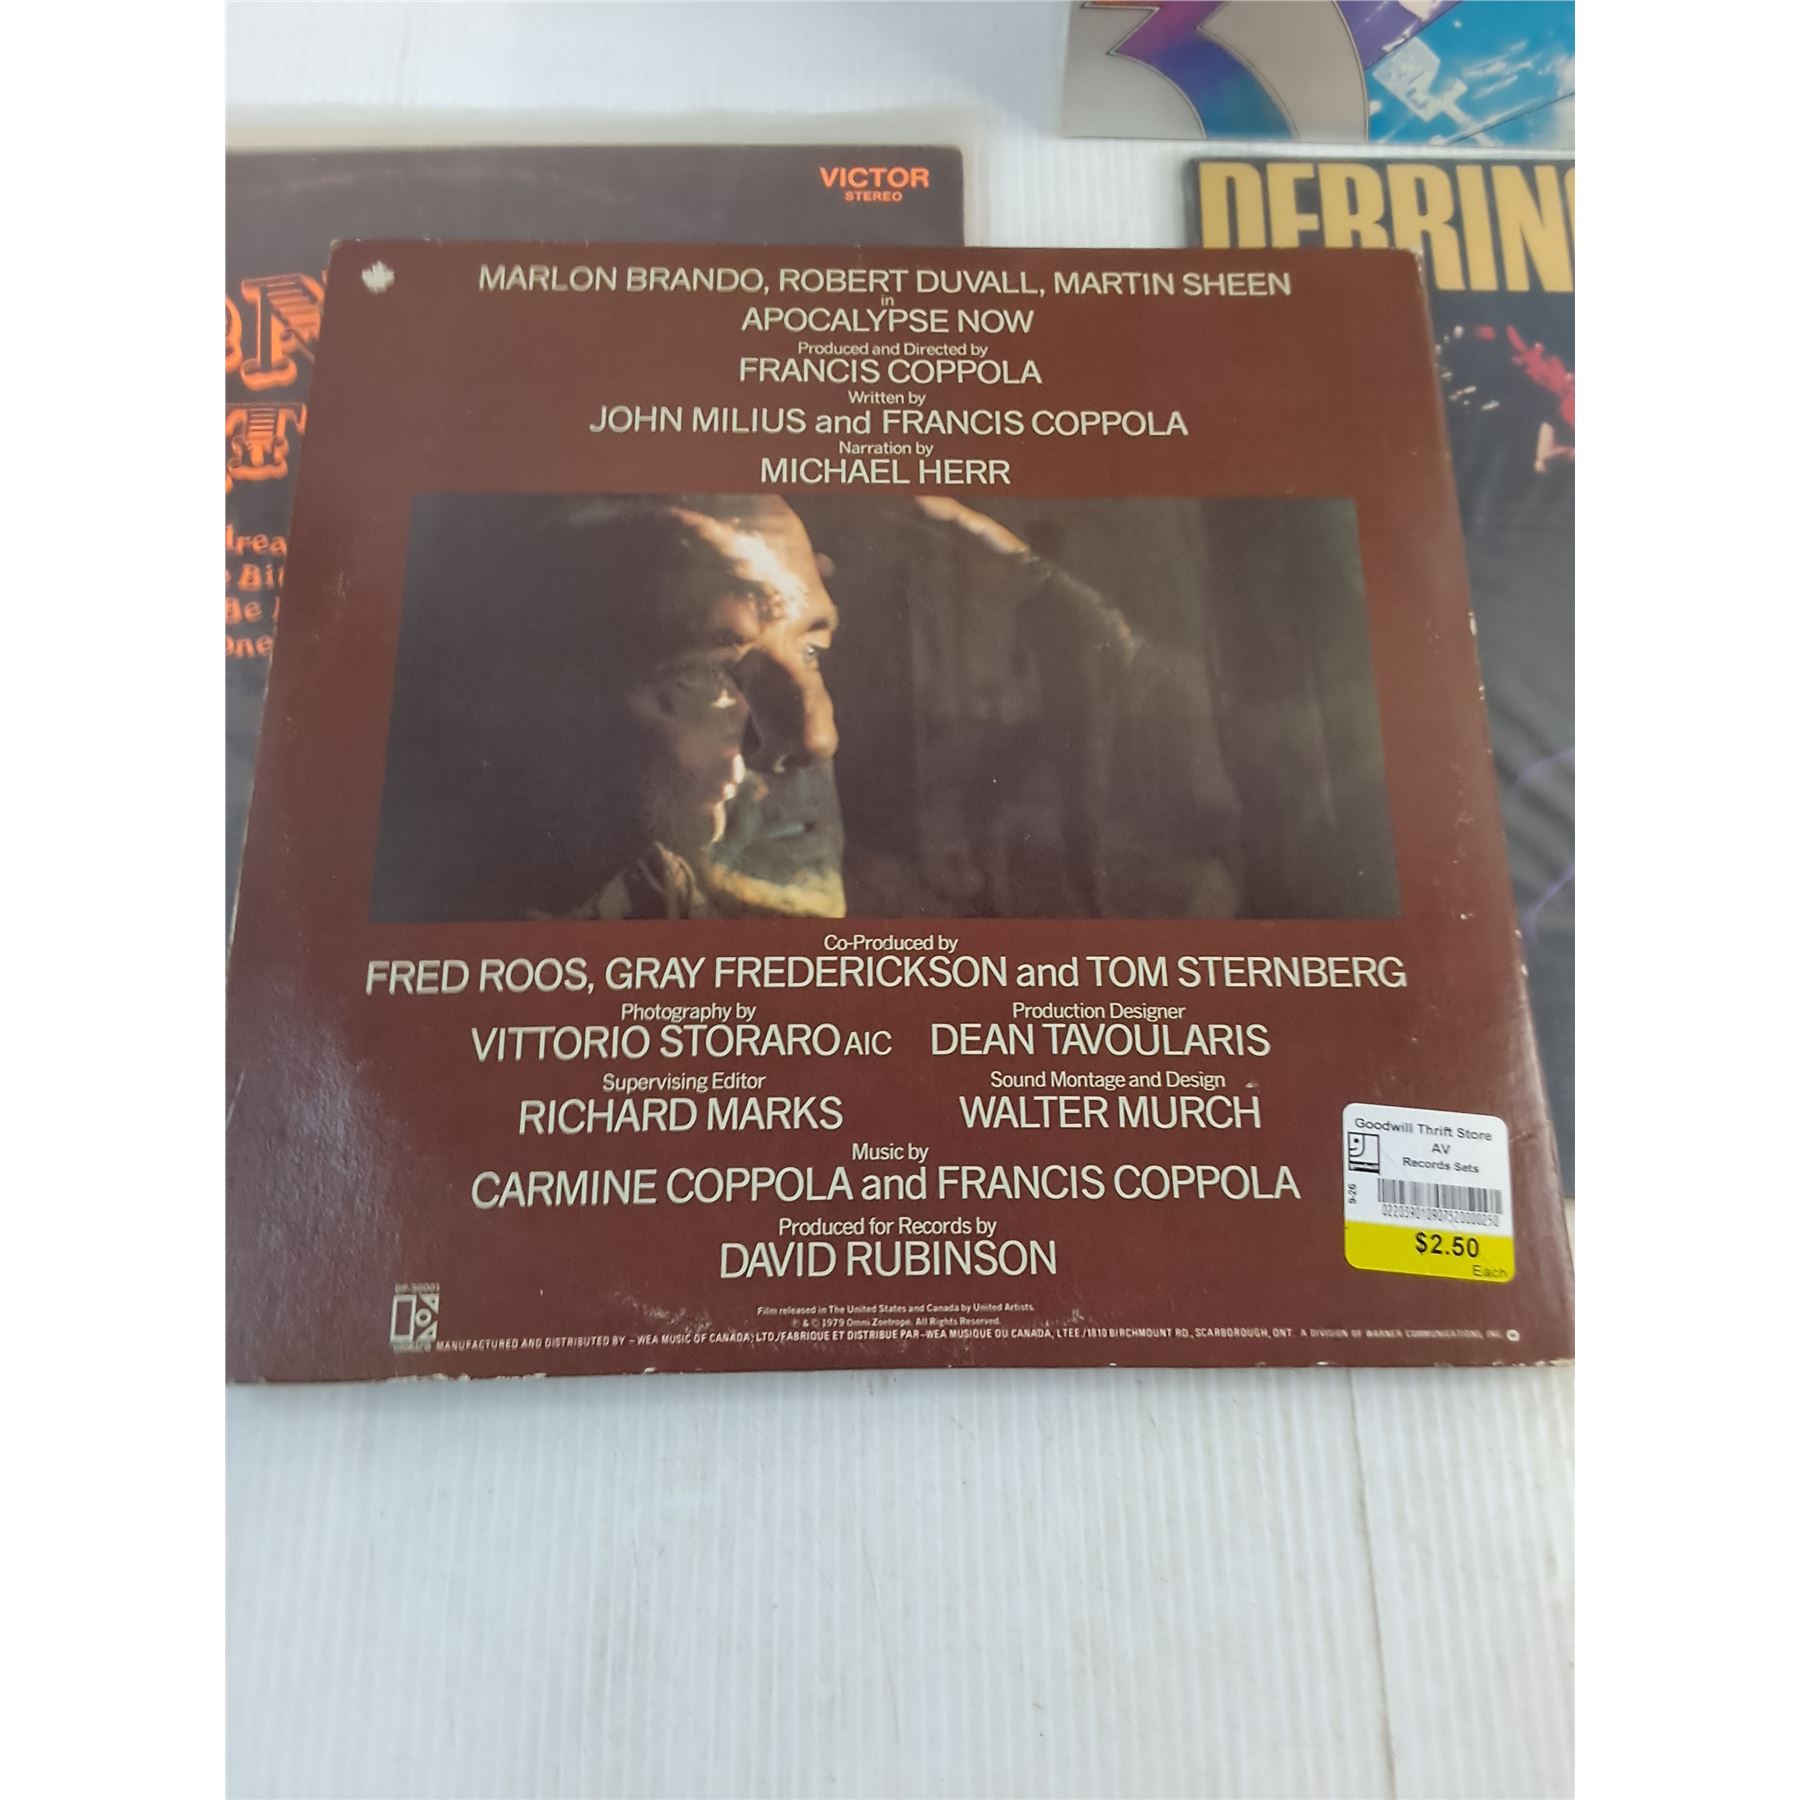 VICTOR
STEREO
DERRIN
MARLON BRANDO, ROBERT DUVALL, MARTIN SHEEN
in
APOCALYPSE NOW
Produced and Directed by
FRANCIS COPPOLA
Written by
JOHN MILIUS and FRANCIS COPPOLA
Narration by
MICHAEL HERR
Co-Produced by
FRED ROOS, GRAY FREDERICKSON and TOM STERNBERG
Photography by
VITTORIO STORARO AIC
Production Designer
DEAN TAVOULARIS
Supervising Editor
RICHARD MARKS
Sound Montage and Design
WALTER MURCH
Music by
CARMINE COPPOLA and FRANCIS COPPOLA
Produced for Records by
DAVID RUBINSON
Goodwill Thrift Store
AV
Records Sets
goodwill
9-26
022059010907520000250
$2.50
Each
Film released in The United States and Canada by United Artists.
℗ & © 1979 Omni Zoetrope. All Rights Reserved.
MANUFACTURED AND DISTRIBUTED BY – WEA MUSIC OF CANADA, LTD./FABRIQUE ET DISTRIBUE PAR – WEA MUSIQUE DU CANADA, LTEE./1810 BIRCHMOUNT RD., SCARBOROUGH, ONT. A DIVISION OF WARNER COMMUNICATIONS, INC.